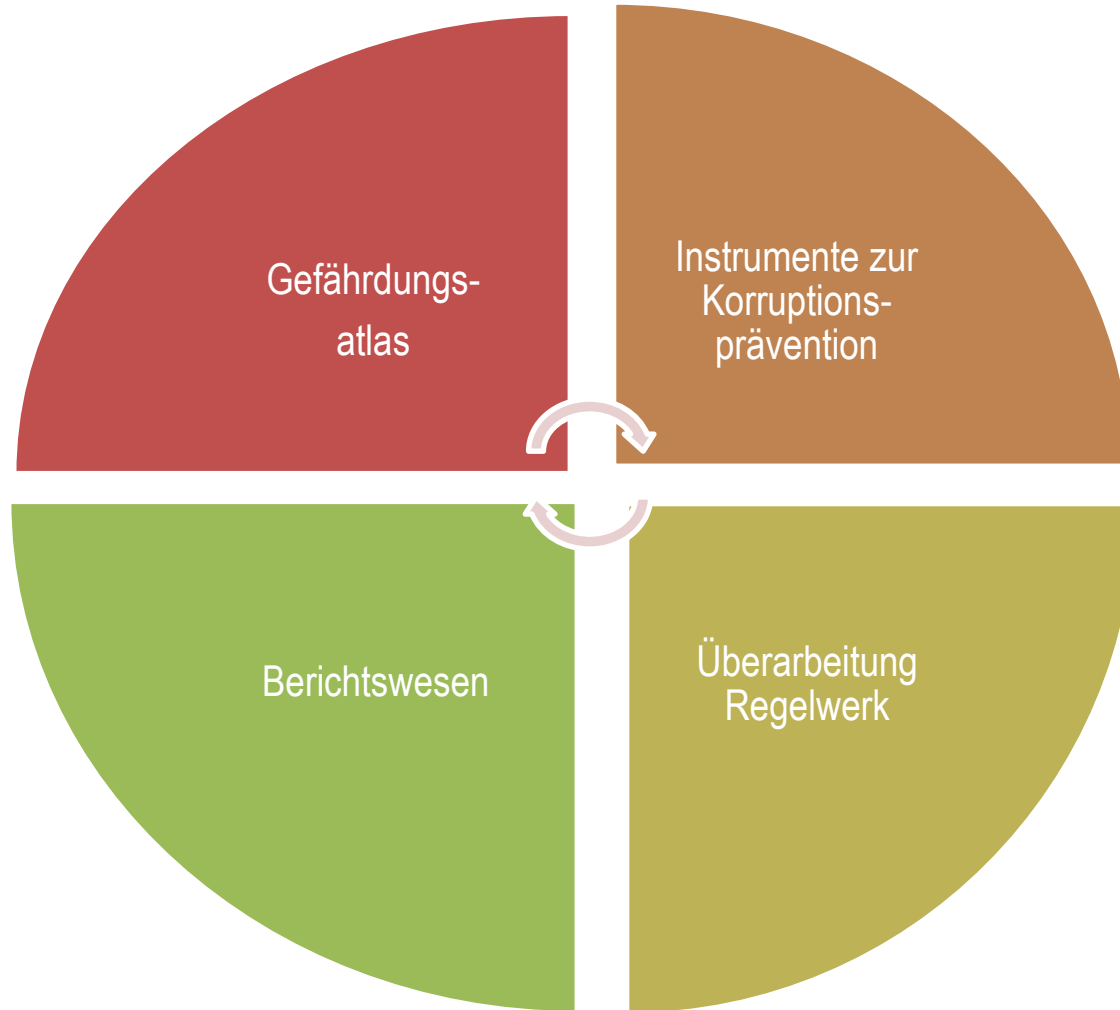 Gefährdungs-
atlas
Instrumente zur
Korruptions-
prävention
Berichtswesen
Überarbeitung
Regelwerk